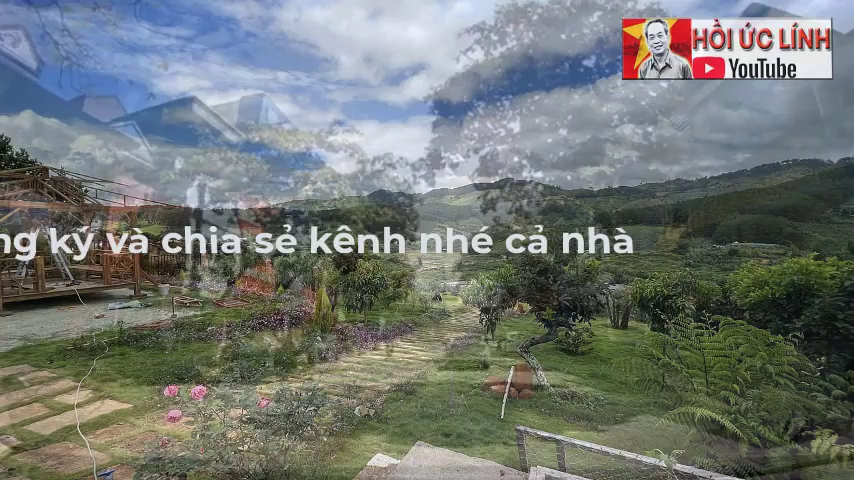 HỒI ỨC LÍNH
YouTube
ng ký và chia sẻ kênh nhé cả nhà